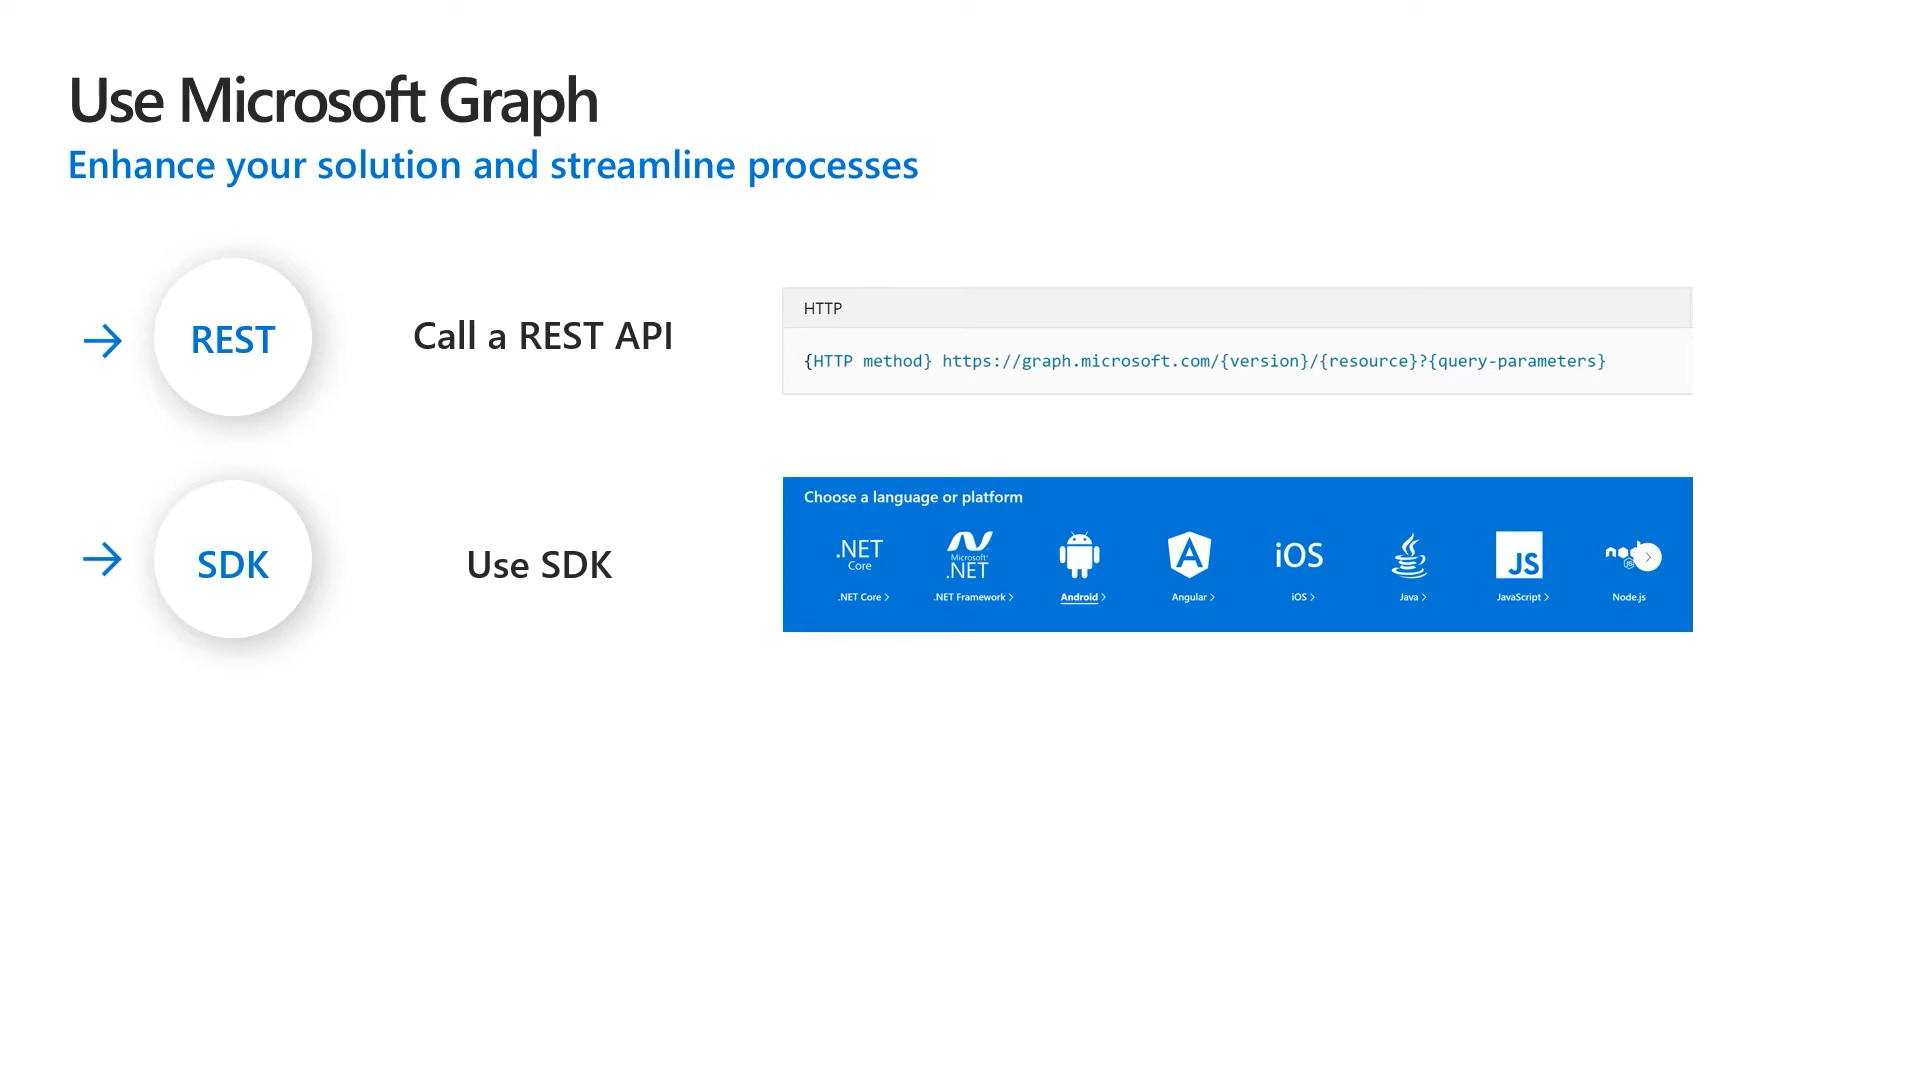 Use Microsoft Graph
Enhance your solution and streamline processes
REST
Call a REST API
HTTP
{HTTP method} https://graph.microsoft.com/{version}/{resource}?{query-parameters}
SDK
Use SDK
Choose a language or platform
.NET Core
Microsoft .NET
iOS
JS
.NET Core
.NET Framework
Android
Angular
iOS
Java
JavaScript
Node.js